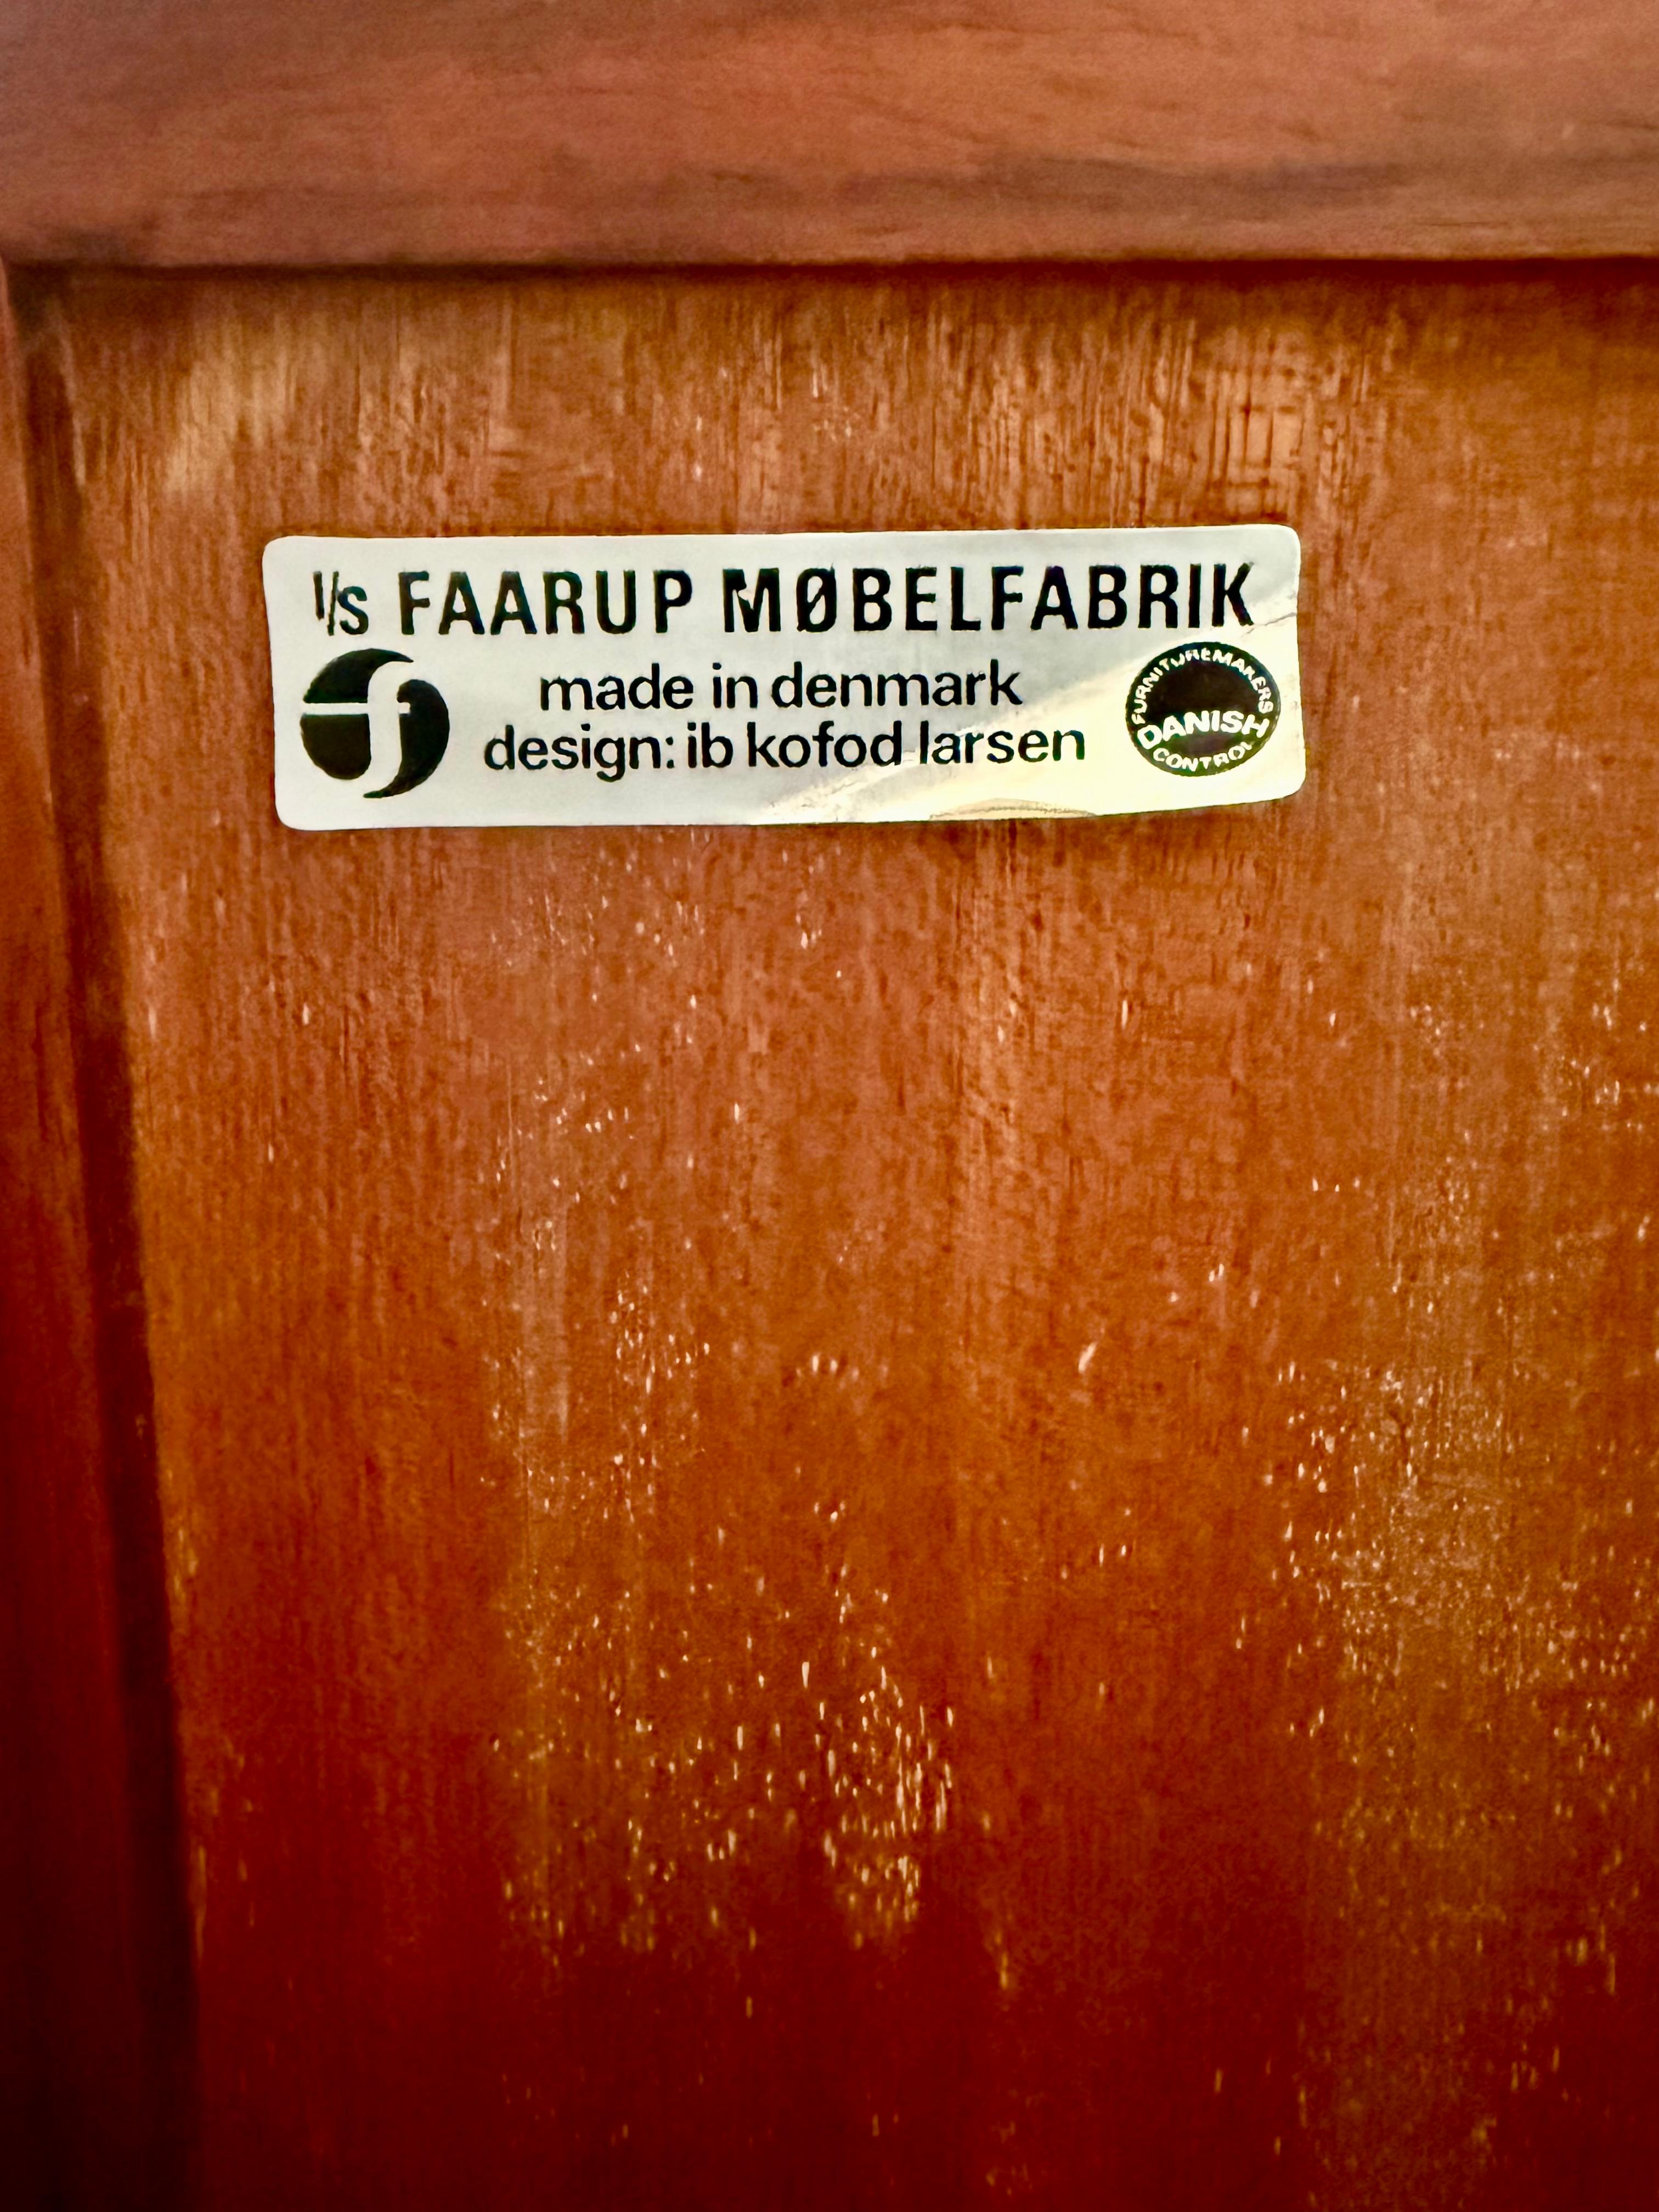 I/S FAARUP MØBELFABRIK
f
made in denmark
design: ib kofod larsen
FURNITUREMAKERS
DANISH
CONTROL